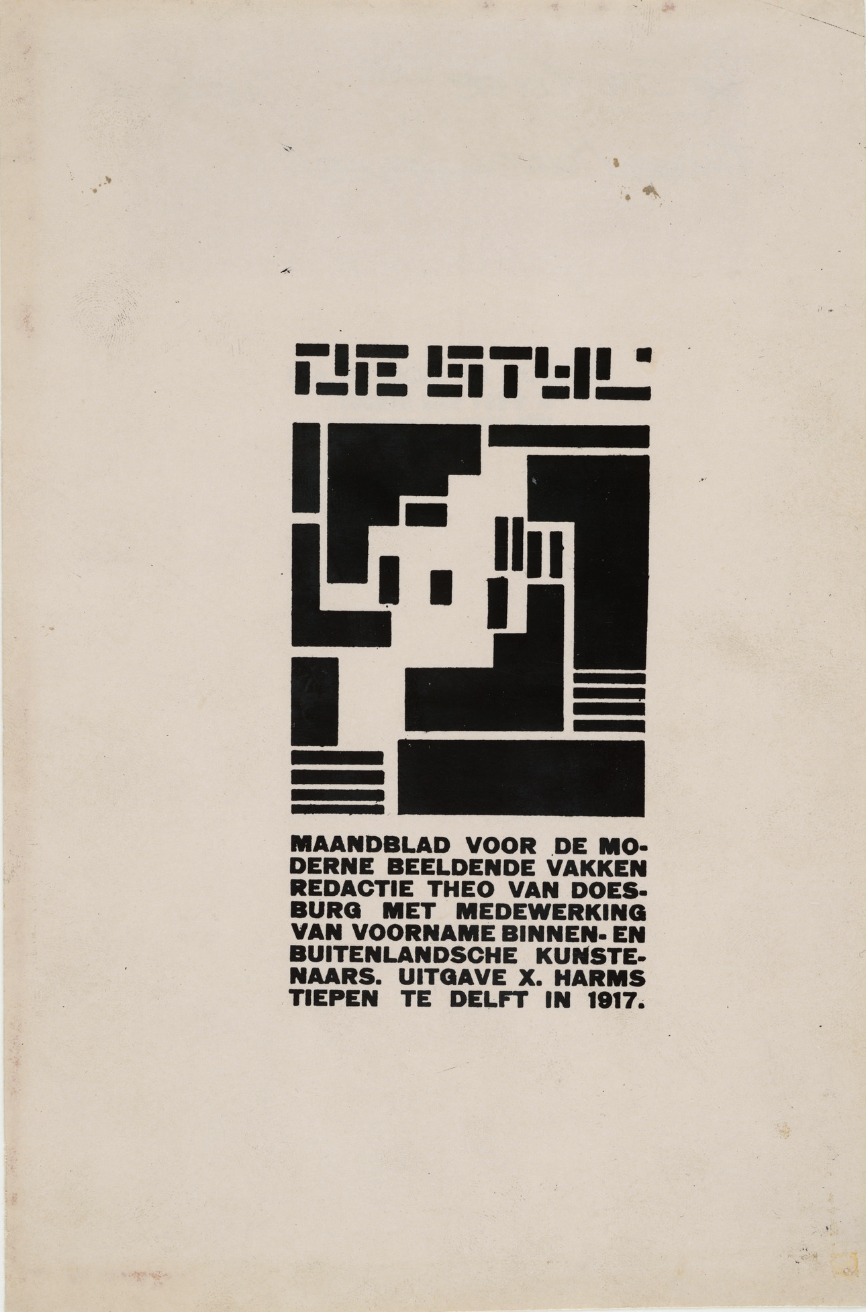 DE STYL
MAANDBLAD VOOR DE MO-
DERNE BEELDENDE VAKKEN
REDACTIE THEO VAN DOES-
BURG MET MEDEWERKING
VAN VOORNAME BINNEN- EN
BUITENLANDSCHE KUNSTE-
NAARS. UITGAVE X. HARMS
TIEPEN TE DELFT IN 1917.